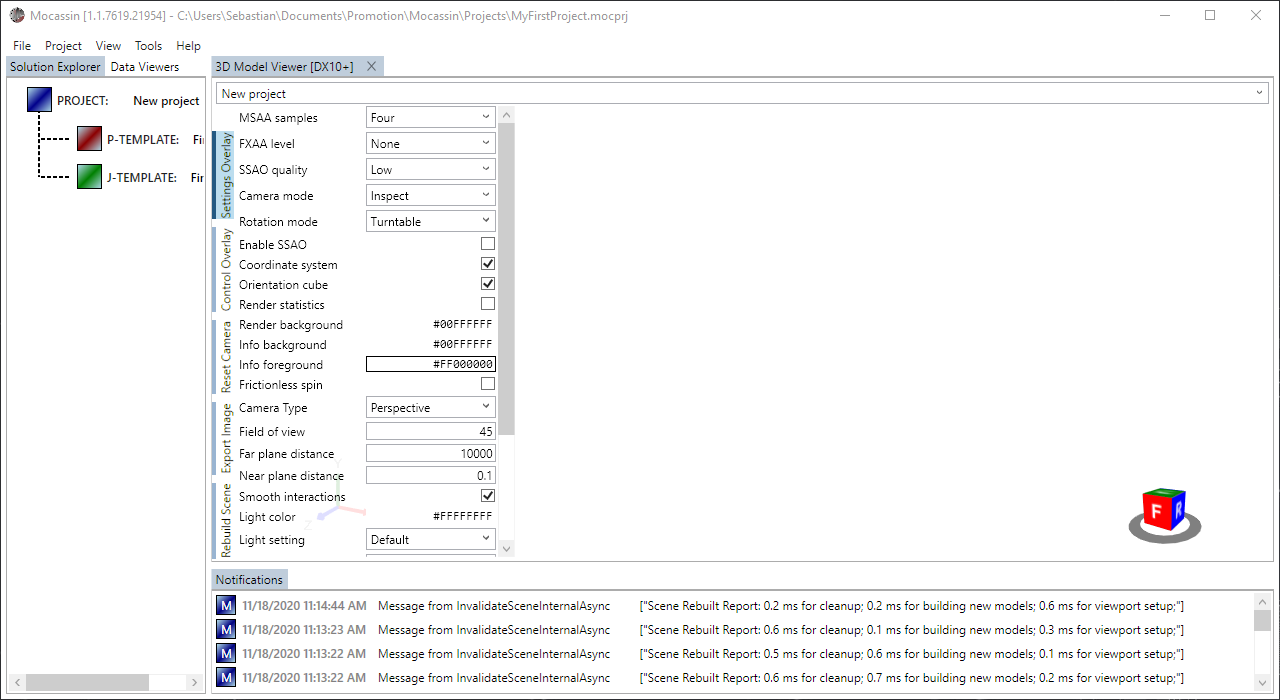 Mocassin [1.1.7619.21954] - C:\Users\Sebastian\Documents\Promotion\Mocassin\Projects\MyFirstProject.mocprj
File Project View Tools Help
Solution Explorer Data Viewers
PROJECT: New project
P-TEMPLATE:
J-TEMPLATE:
3D Model Viewer [DX10+]
New project
Settings Overlay
Control Overlay
Reset Camera
Export Image
Rebuild Scene
MSAA samples Four
FXAA level None
SSAO quality Low
Camera mode Inspect
Rotation mode Turntable
Enable SSAO
Coordinate system
Orientation cube
Render statistics
Render background #00FFFFFF
Info background #00FFFFFF
Info foreground #FF000000
Frictionless spin
Camera Type Perspective
Field of view 45
Far plane distance 10000
Near plane distance 0.1
Smooth interactions
Light color #FFFFFFFF
Light setting Default
Z
F R
Notifications
M 11/18/2020 11:14:44 AM Message from InvalidateSceneInternalAsync ["Scene Rebuilt Report: 0.2 ms for cleanup; 0.2 ms for building new models; 0.6 ms for viewport setup;"]
M 11/18/2020 11:13:23 AM Message from InvalidateSceneInternalAsync ["Scene Rebuilt Report: 0.6 ms for cleanup; 0.1 ms for building new models; 0.3 ms for viewport setup;"]
M 11/18/2020 11:13:22 AM Message from InvalidateSceneInternalAsync ["Scene Rebuilt Report: 0.5 ms for cleanup; 0.6 ms for building new models; 0.1 ms for viewport setup;"]
M 11/18/2020 11:13:22 AM Message from InvalidateSceneInternalAsync ["Scene Rebuilt Report: 0.6 ms for cleanup; 0.7 ms for building new models; 0.2 ms for viewport setup;"]